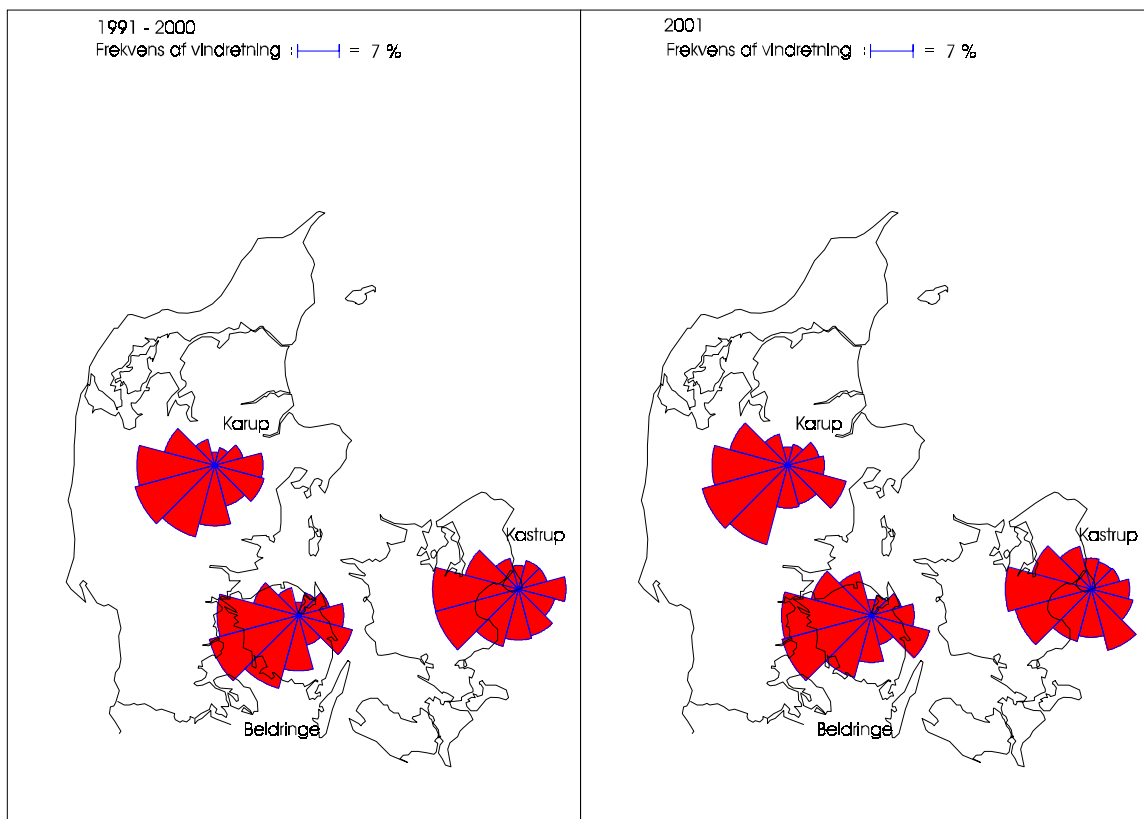 1991 - 2000
Frekvens af vindretning : = 7 %
Karup
Kastrup
Beldringe
2001
Frekvens af vindretning : = 7 %
Karup
Kastrup
Beldringe